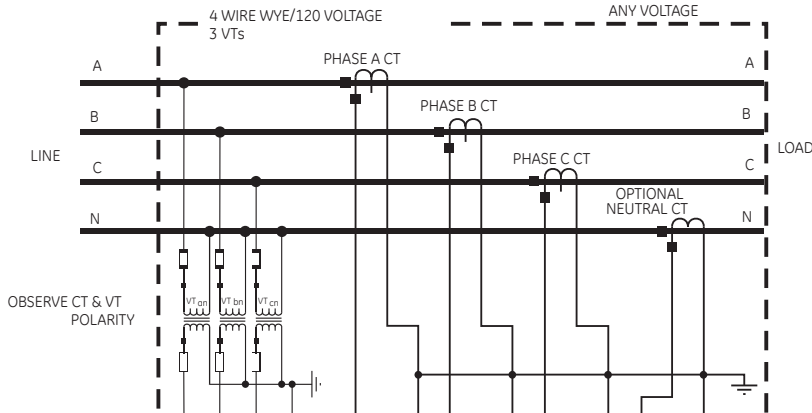 4 WIRE WYE/120 VOLTAGE
3 VTs
ANY VOLTAGE
PHASE A CT
A
A
PHASE B CT
B
B
LINE
PHASE C CT
LOAD
C
C
OPTIONAL
NEUTRAL CT
N
N
OBSERVE CT & VT
POLARITY
VT an
VT bn
VT cn